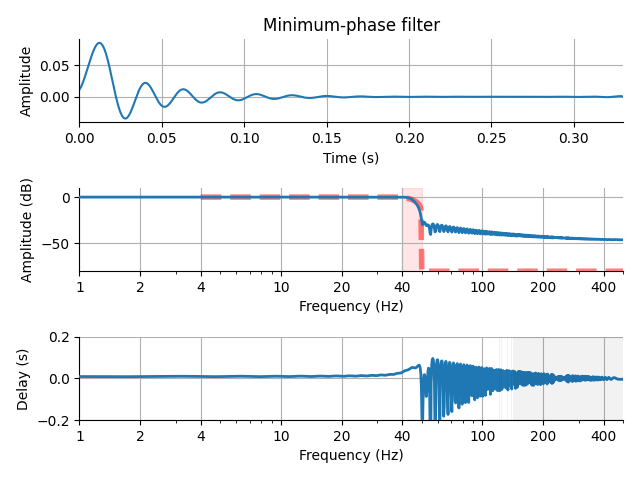 Minimum-phase filter
Amplitude
0.05
0.00
0.00 0.05 0.10 0.15 0.20 0.25 0.30
Time (s)
Amplitude (dB)
0
−50
1 2 4 10 20 40 100 200 400
Frequency (Hz)
Delay (s)
0.2
0.0
−0.2
1 2 4 10 20 40 100 200 400
Frequency (Hz)